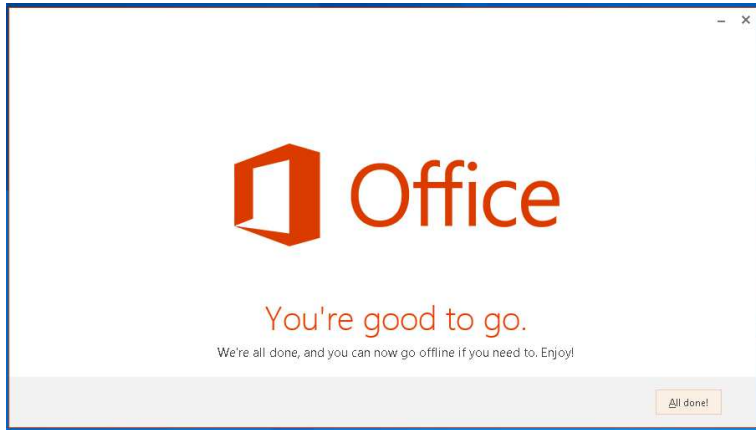 Office
You're good to go.
We're all done, and you can now go offline if you need to. Enjoy!
All done!